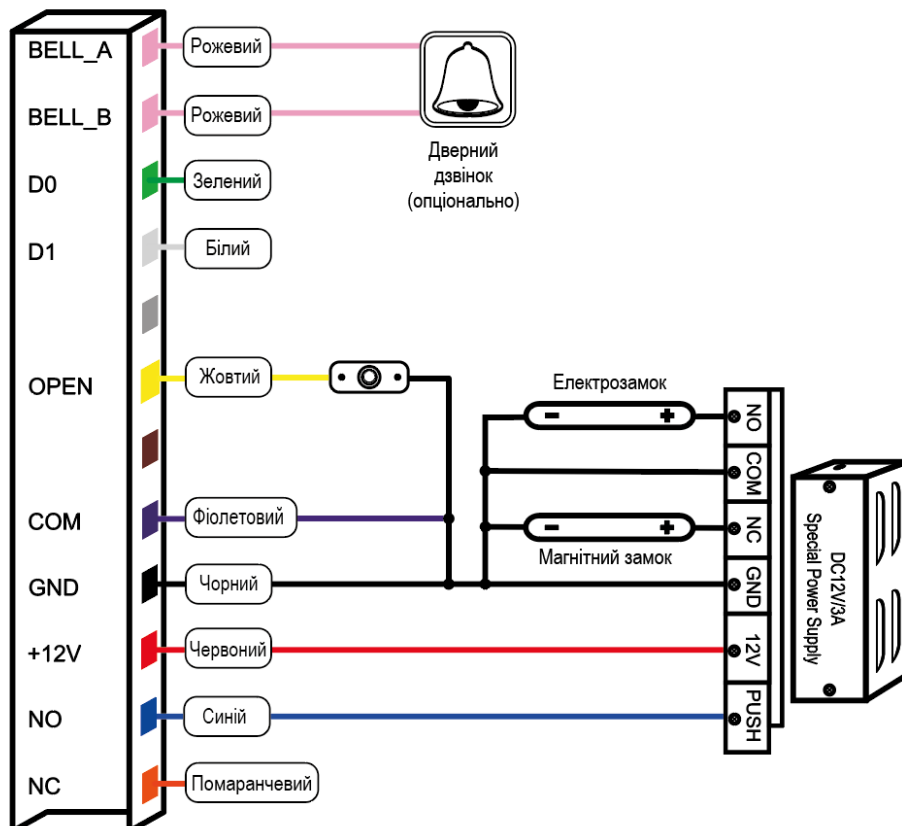 BELL_A
Рожевий
BELL_B
Рожевий
Дверний
дзвінок
(опціонально)
D0
Зелений
D1
Білий
OPEN
Жовтий
Електрозамок
- +
NO
COM
COM
Фіолетовий
- +
NC
Магнітний замок
GND
Чорний
GND
+12V
Червоний
12V
NO
Синій
PUSH
NC
Помаранчевий
DC12V/3A
Special Power Supply